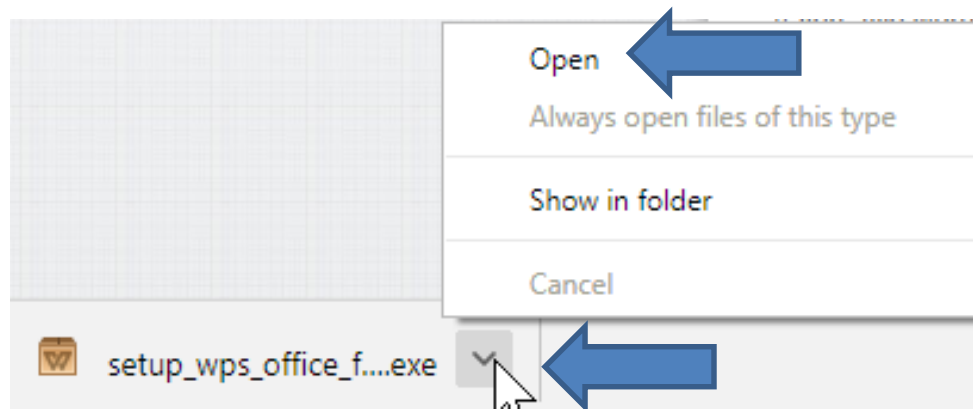 Open
Always open files of this type
Show in folder
Cancel
setup_wps_office_f....exe